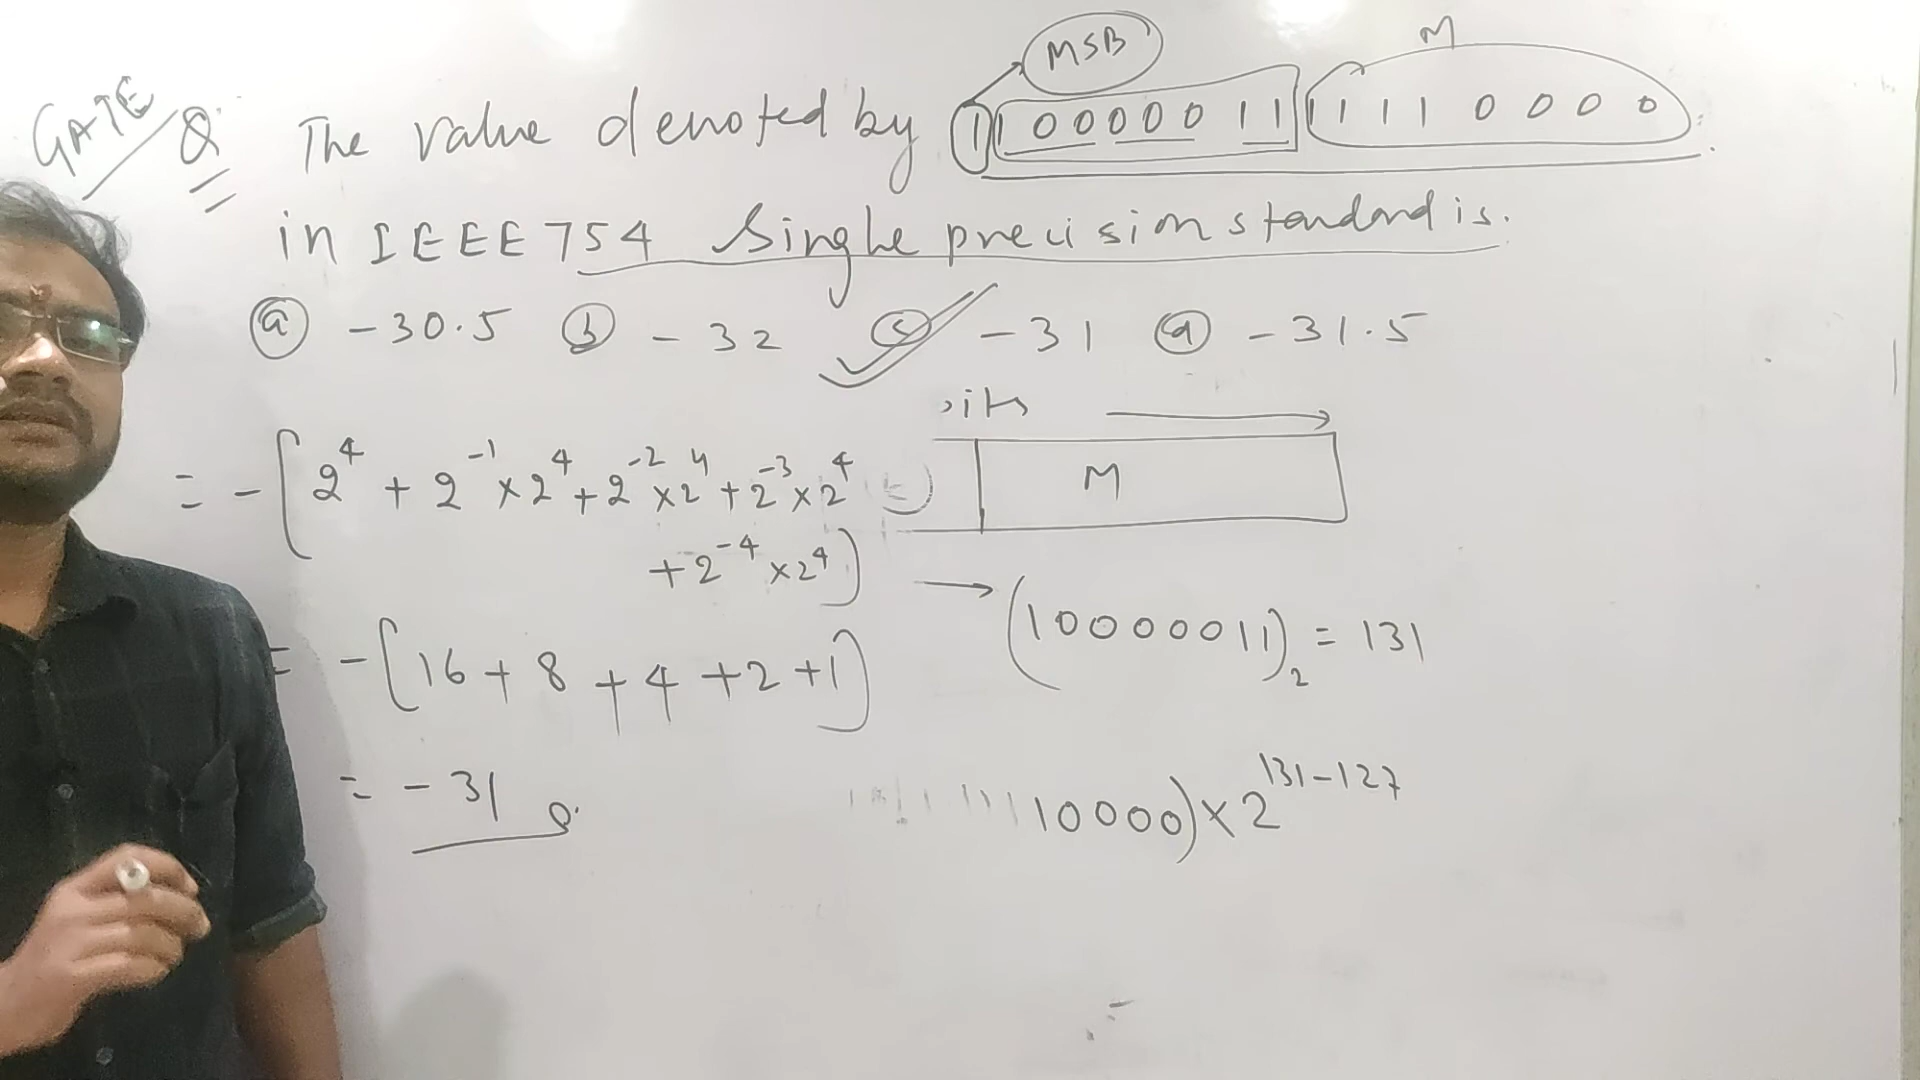 MSB
M
GATE Q. The value denoted by 1 1 0 0 0 0 0 1 1 1 1 1 1 0 0 0 0
in IEEE 754 Single precision standard is.
(a) -30.5 (b) - 32 (c) -31 (d) -31.5
= -[2^4 + 2^-1 × 2^4 + 2^-2 × 2^4 + 2^-3 × 2^4
M
+ 2^-4 × 2^4]
(10000011)₂ = 131
= -[16 + 8 + 4 + 2 + 1]
= -31
10000) × 2^131-127